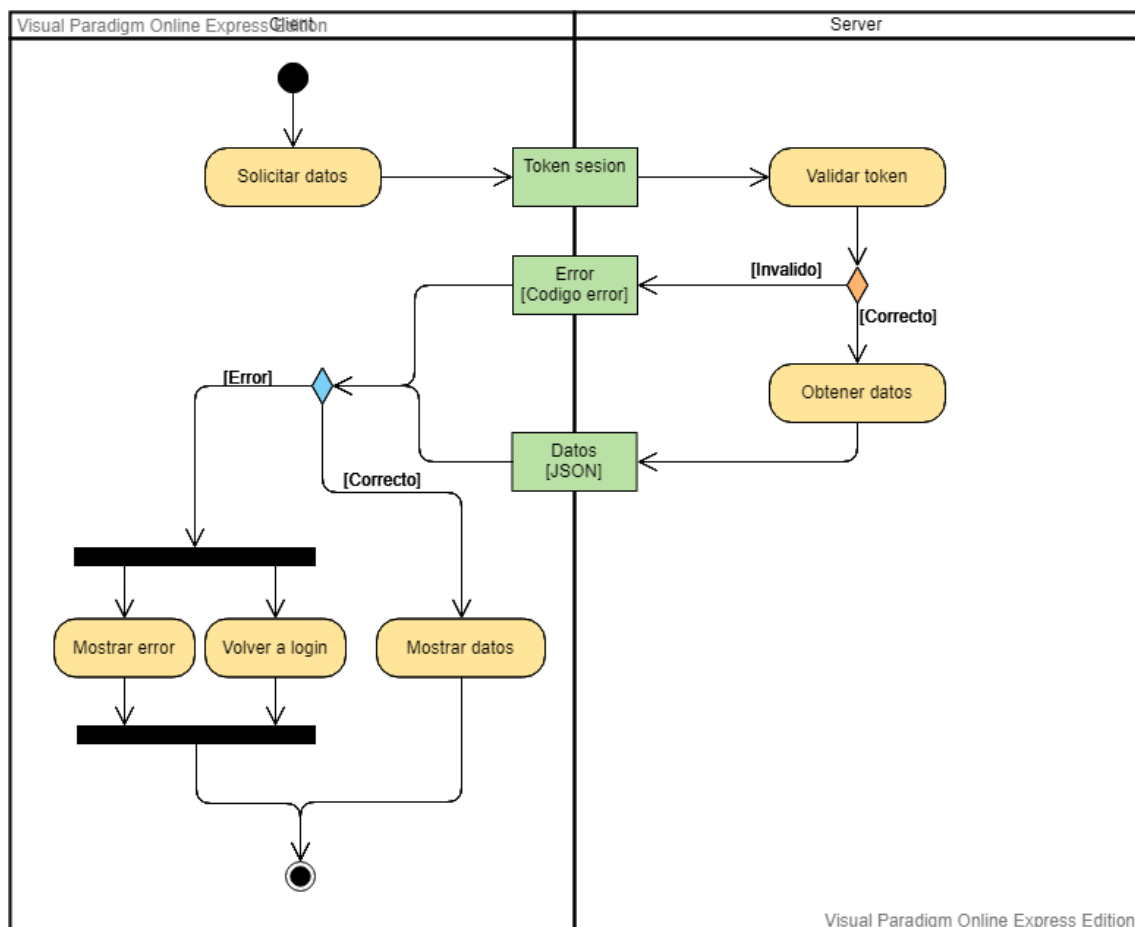 Visual Paradigm Online Express Edition
Client
Server
Solicitar datos
Token sesion
Validar token
[Invalido]
Error
[Codigo error]
[Correcto]
[Error]
Obtener datos
Datos
[JSON]
[Correcto]
Mostrar error
Volver a login
Mostrar datos
Visual Paradigm Online Express Edition